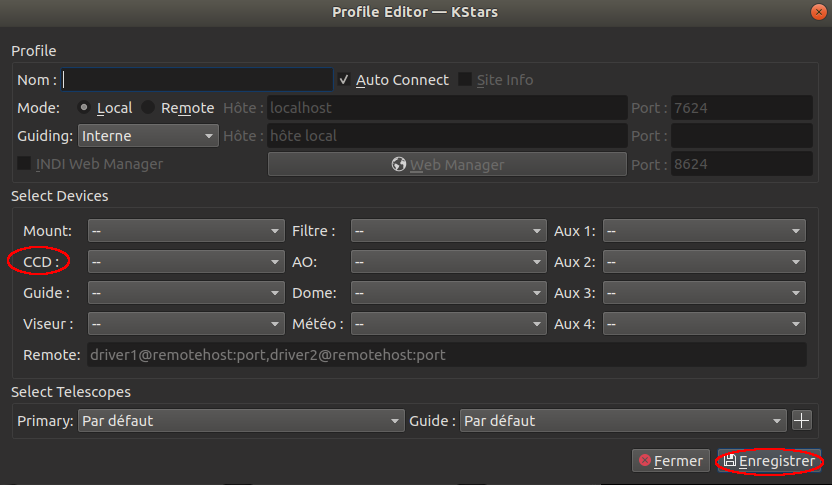 Profile Editor — KStars
Profile
Nom : Auto Connect Site Info
Mode: Local Remote Hôte : localhost Port : 7624
Guiding: Interne Hôte : hôte local Port :
INDI Web Manager Web Manager Port : 8624
Select Devices
Mount: -- Filtre : -- Aux 1: --
CCD : -- AO: -- Aux 2: --
Guide : -- Dome: -- Aux 3: --
Viseur : -- Météo : -- Aux 4: --
Remote: driver1@remotehost:port,driver2@remotehost:port
Select Telescopes
Primary: Par défaut Guide : Par défaut
Fermer Enregistrer